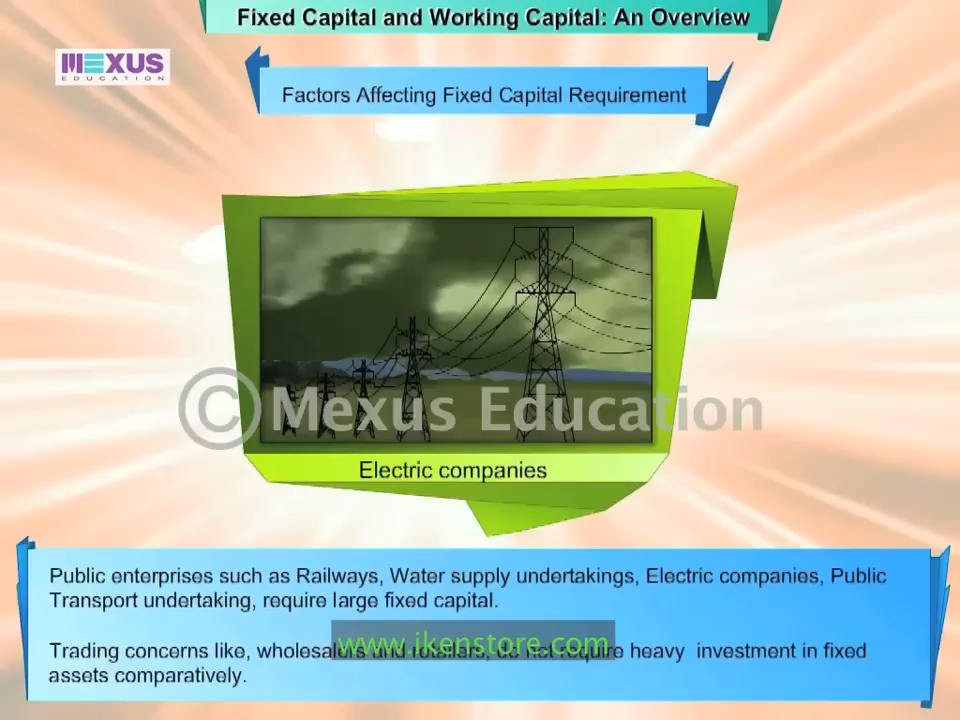 Fixed Capital and Working Capital: An Overview
MEXUS
EDUCATION
Factors Affecting Fixed Capital Requirement
© Mexus Education
Electric companies
Public enterprises such as Railways, Water supply undertakings, Electric companies, Public
Transport undertaking, require large fixed capital.
www.ikenstore.com
Trading concerns like, wholesalers and retailers, do not require heavy investment in fixed
assets comparatively.